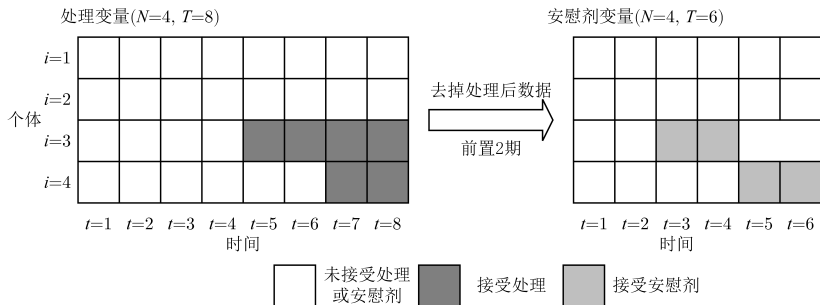 处理变量(N=4, T=8)
安慰剂变量(N=4, T=6)
i=1
i=2
个体
i=3
i=4
去掉处理后数据
前置2期
t=1 t=2 t=3 t=4 t=5 t=6 t=7 t=8
时间
t=1 t=2 t=3 t=4 t=5 t=6
时间
未接受处理
或安慰剂
接受处理
接受安慰剂